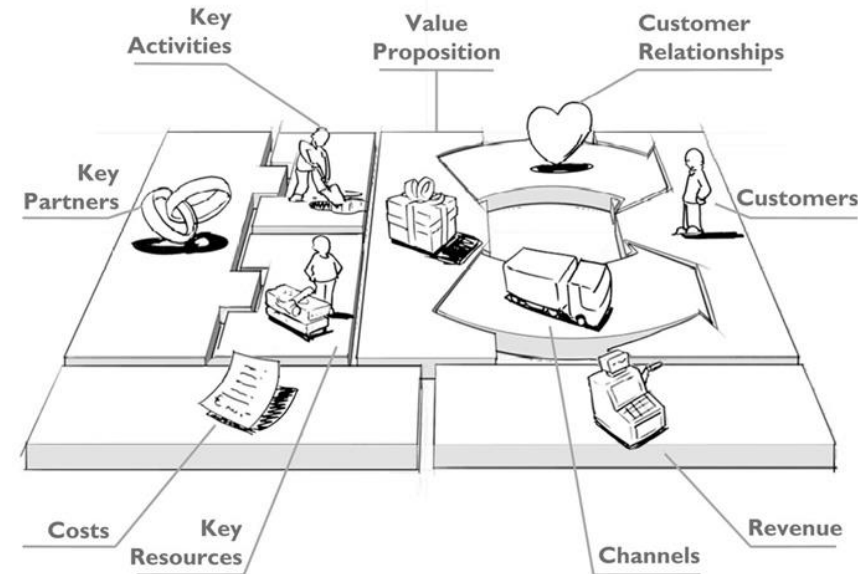 Key
Activities
Value
Proposition
Customer
Relationships
Key
Partners
Customers
Costs
Key
Resources
Channels
Revenue